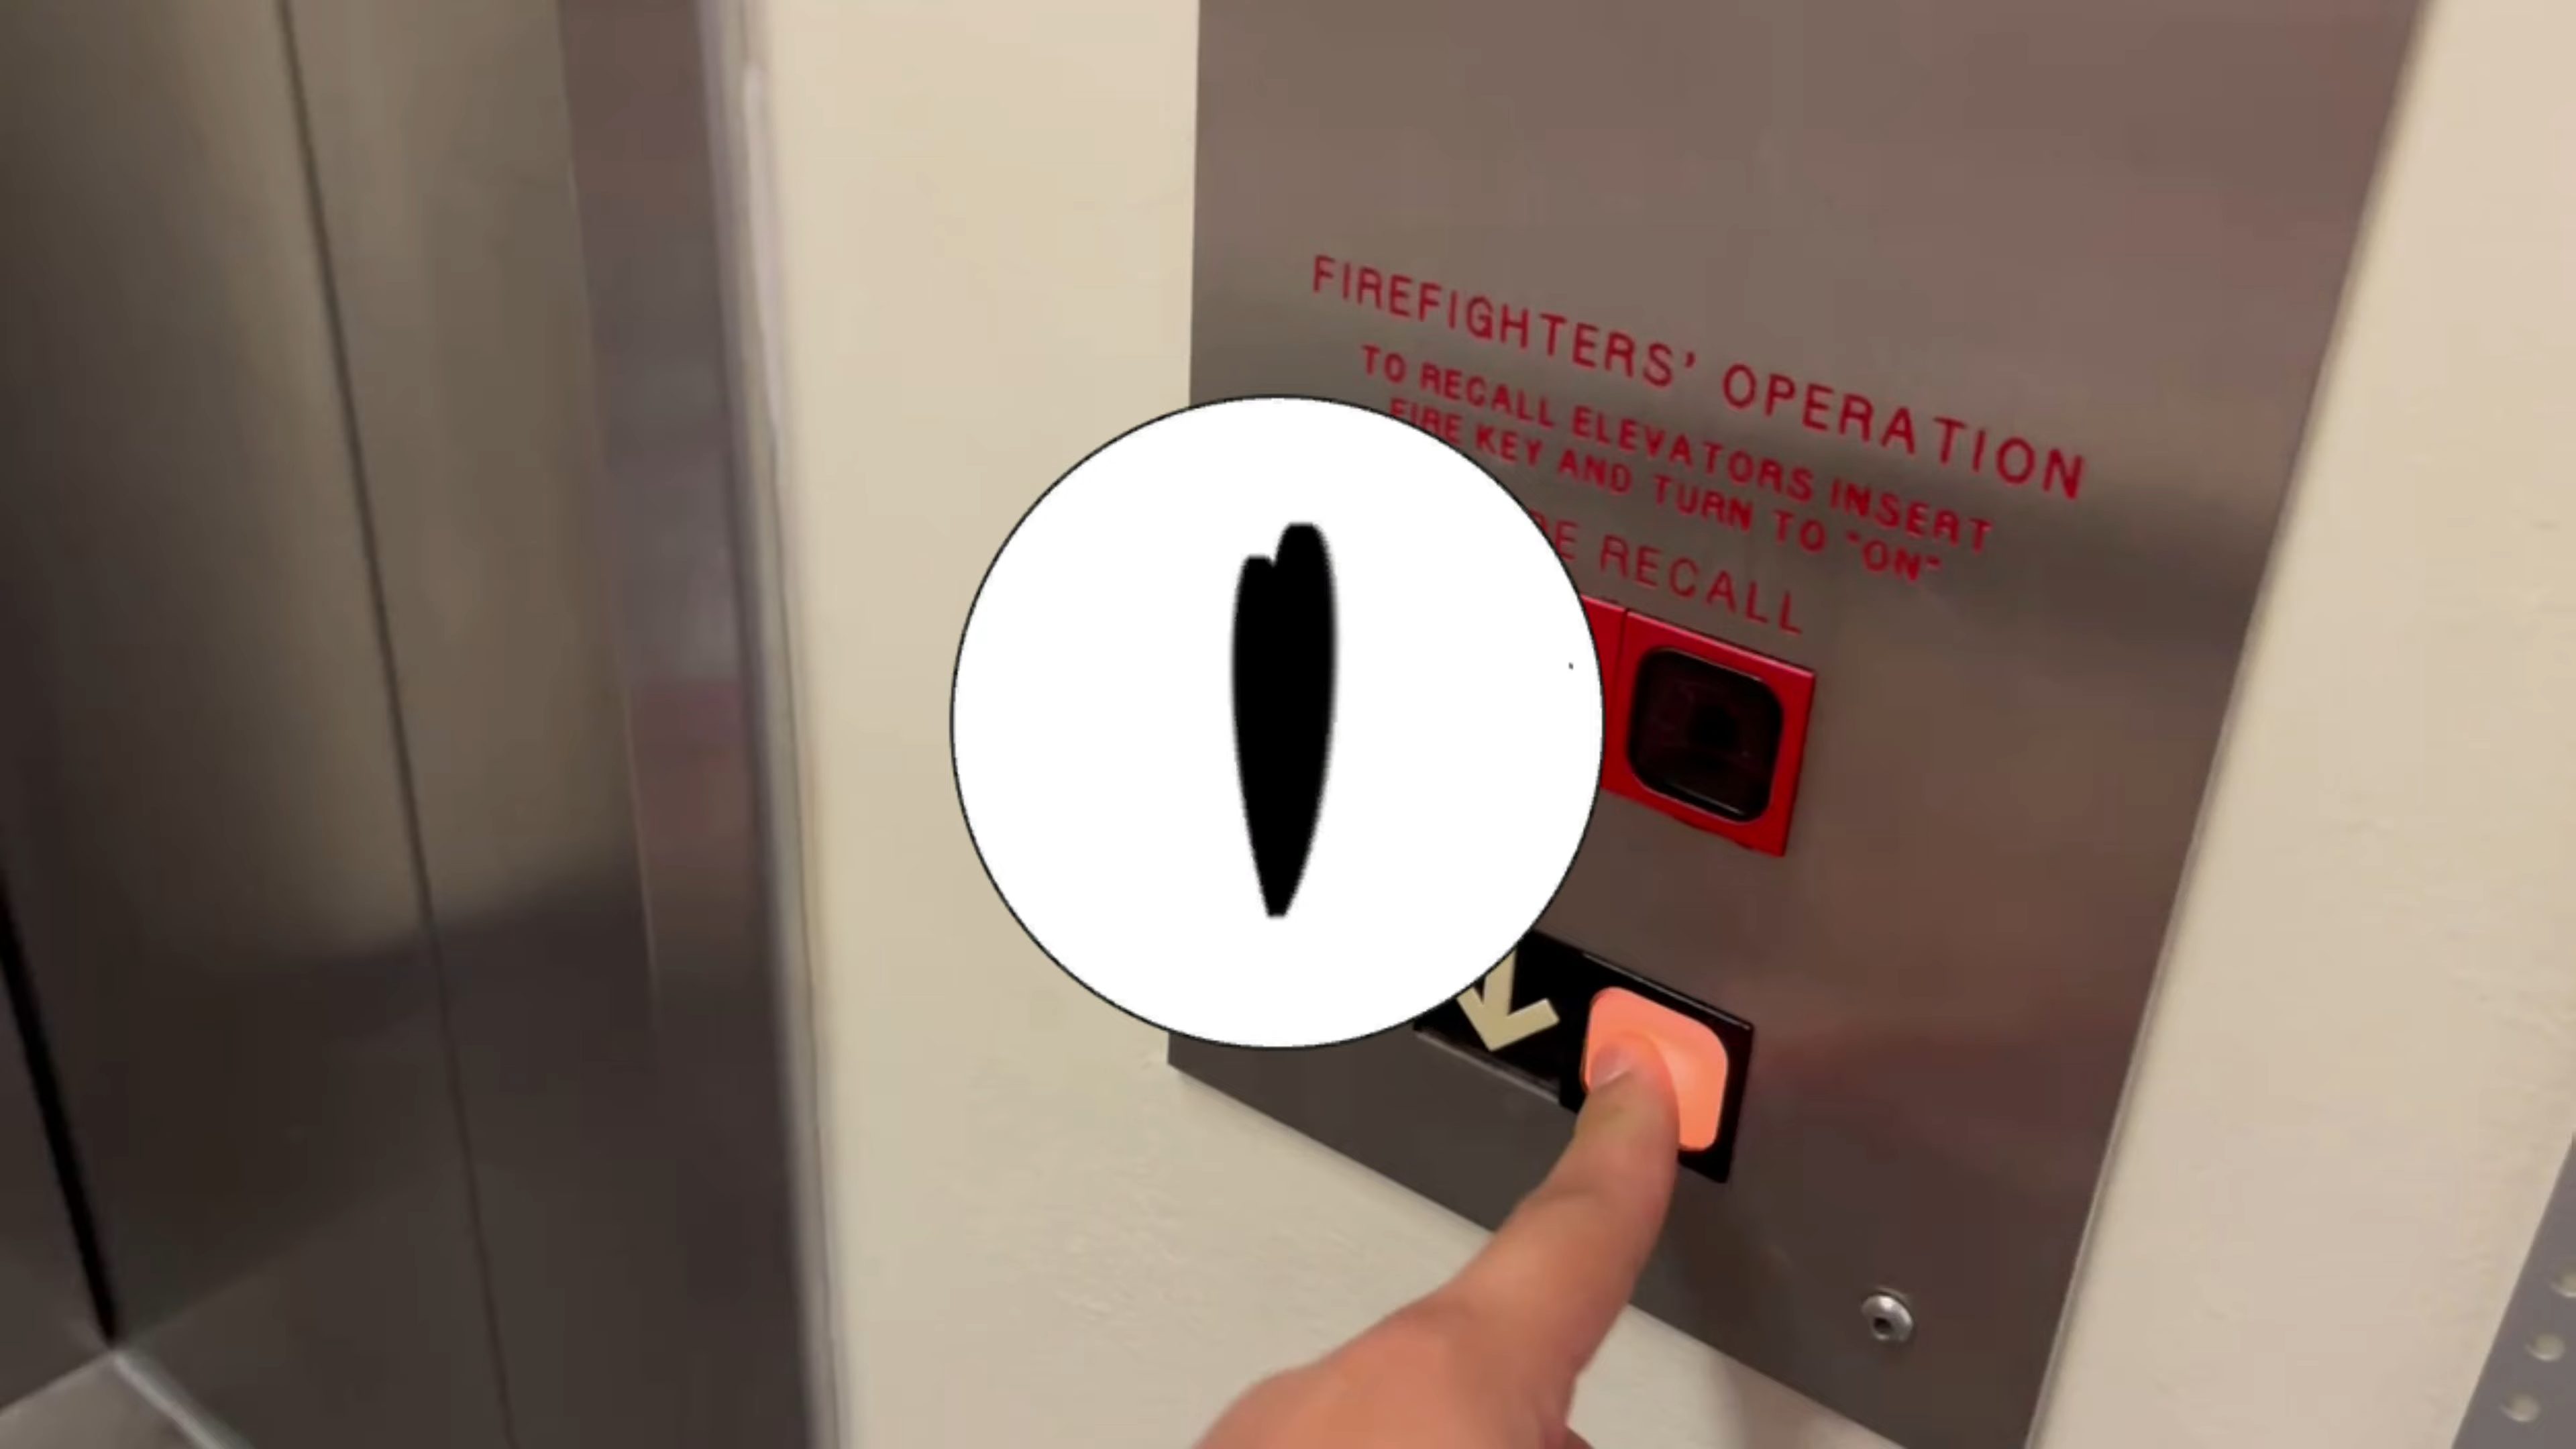 FIREFIGHTERS' OPERATION
TO RECALL ELEVATORS INSERT
FIRE KEY AND TURN TO "ON"
RECALL